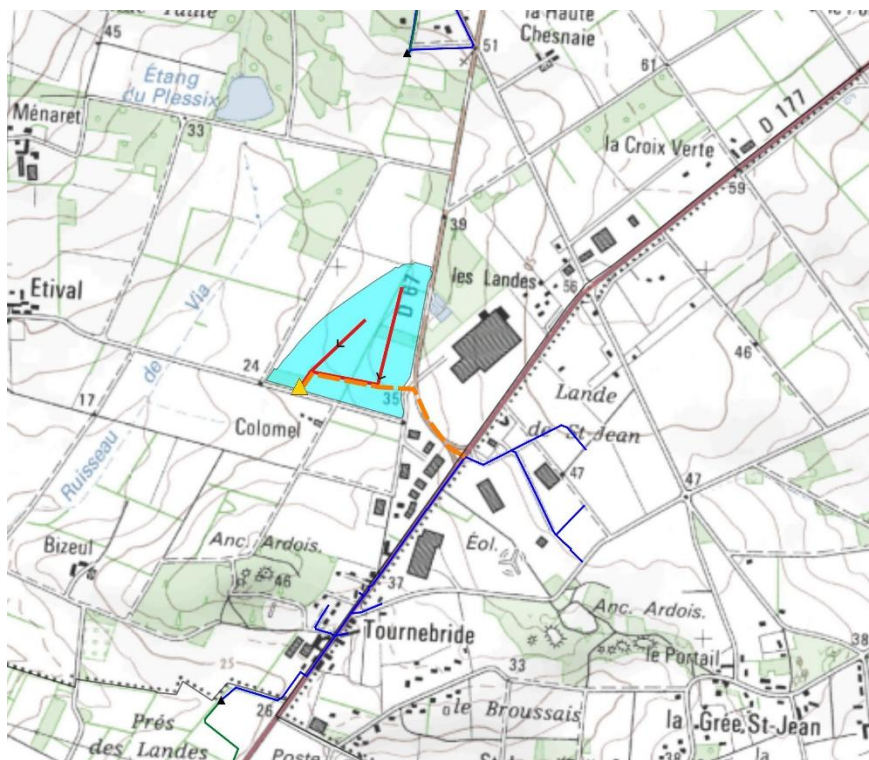 45
Étang
du Plessix
Ménaret
33
la Haute
Chesnaie
51
61
D 177
la Croix Verte
59
39
les Landes
56
Etival
D 67
Via
de
Ruisseau
24
35
17
Colomel
46
Lande
de St-Jean
47
47
Bizeul
Anc. Ardois.
46
Éol.
37
Anc. Ardois.
Tournebride
le Portail
38
25
33
26
le Broussais
la Grée St-Jean
Prés
des Landes
Poste
38
la